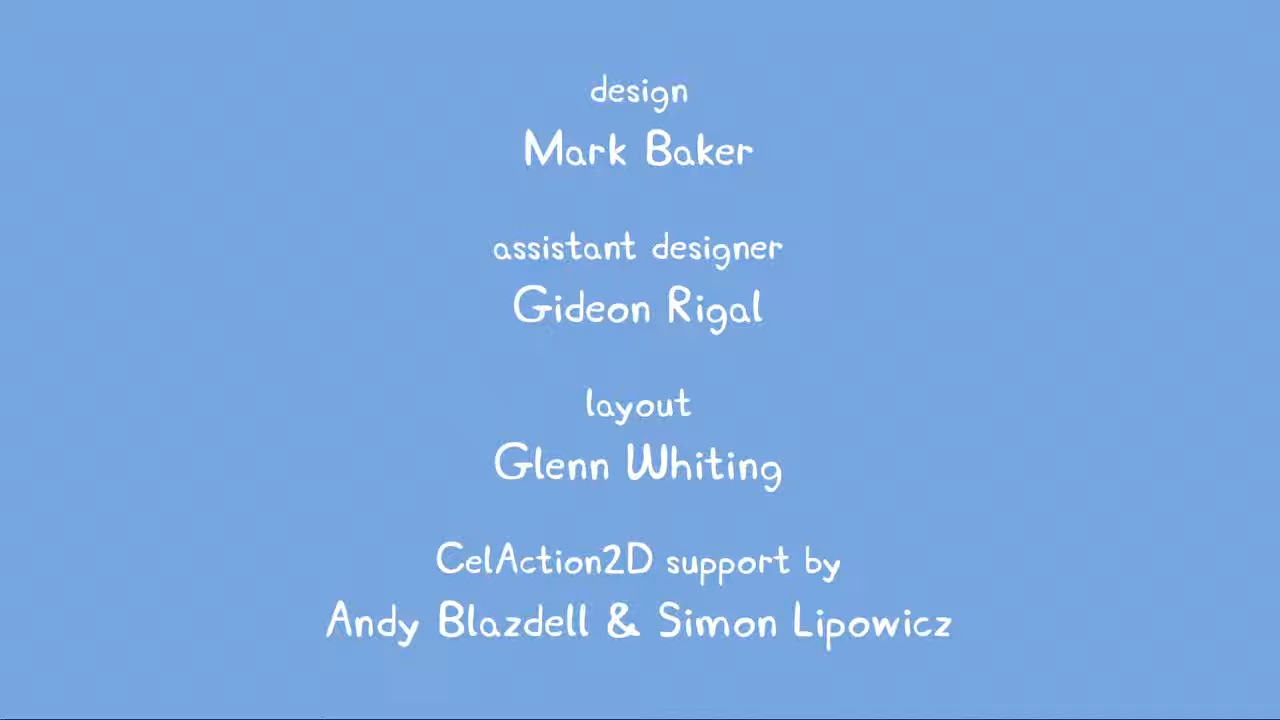 design
Mark Baker
assistant designer
Gideon Rigal
layout
Glenn Whiting
CelAction2D support by
Andy Blazdell & Simon Lipowicz